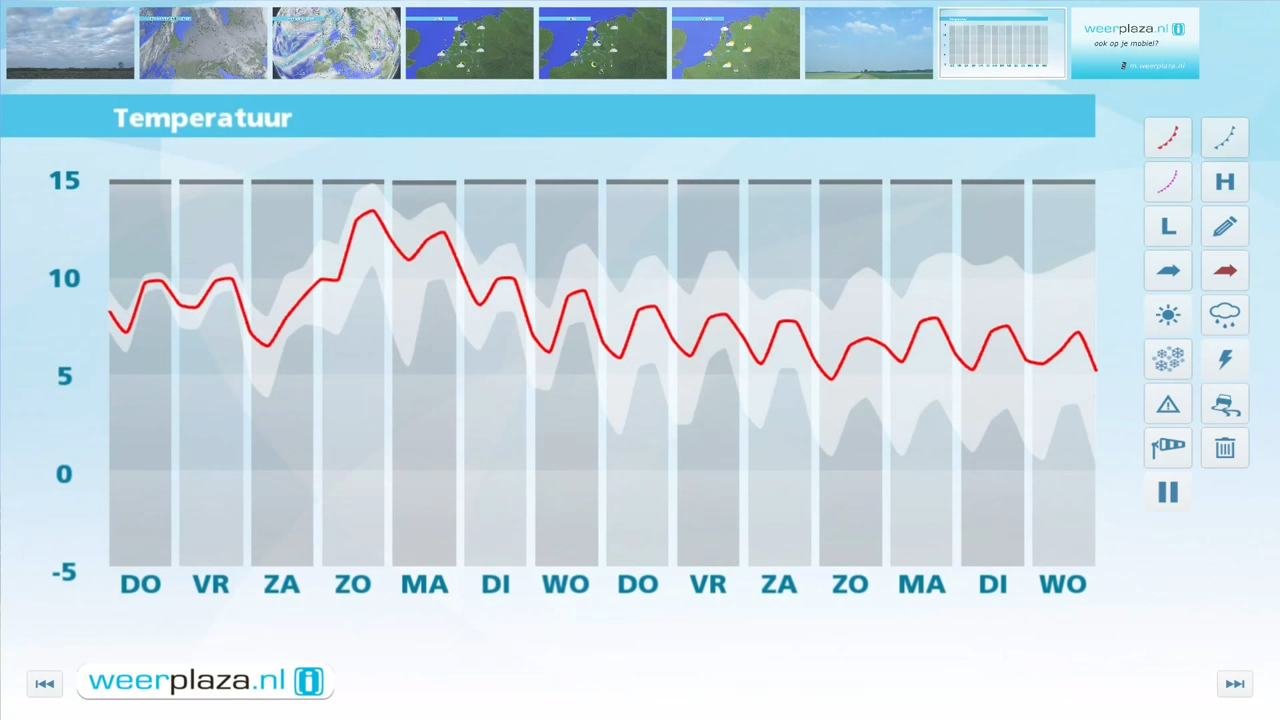 weerplaza.nl i
ook op je mobiel?
m.weerplaza.nl
Temperatuur
15
10
5
0
-5
DO VR ZA ZO MA DI WO DO VR ZA ZO MA DI WO
H
L
weerplaza.nl i